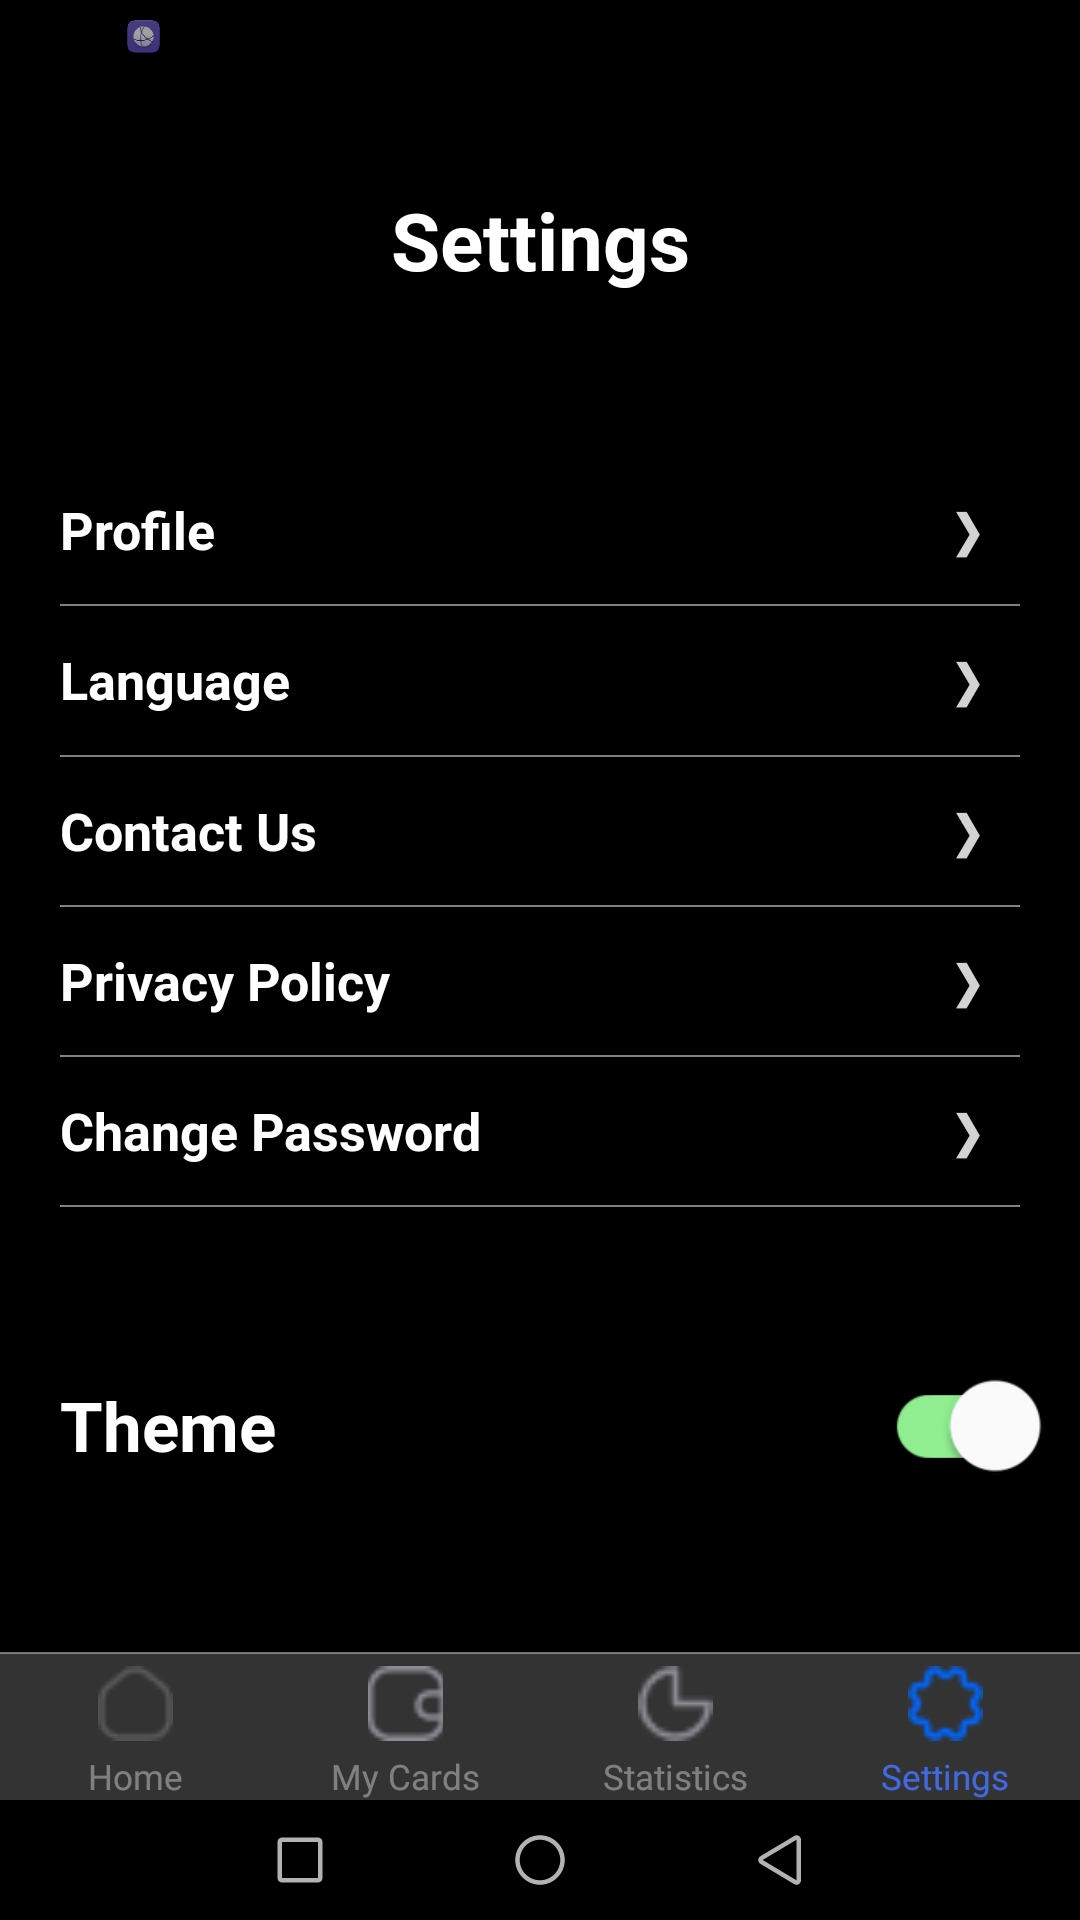 Settings
Profile
Language
Contact Us
Privacy Policy
Change Password
Theme
Home
My Cards
Statistics
Settings